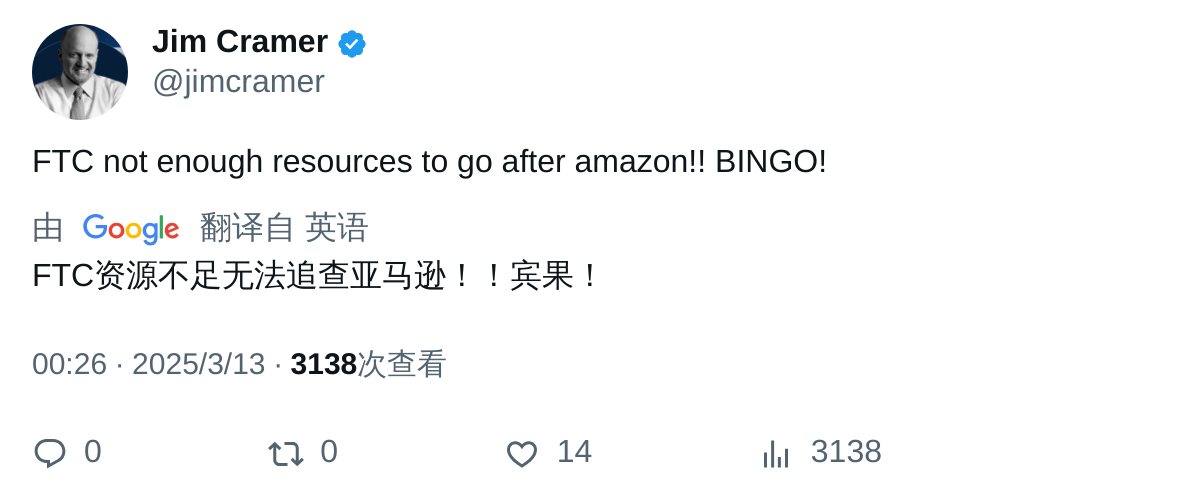 Jim Cramer
@jimcramer
FTC not enough resources to go after amazon!! BINGO!
由 Google 翻译自 英语
FTC资源不足无法追查亚马逊！！宾果！
00:26 · 2025/3/13 · 3138次查看
0 0 14 3138